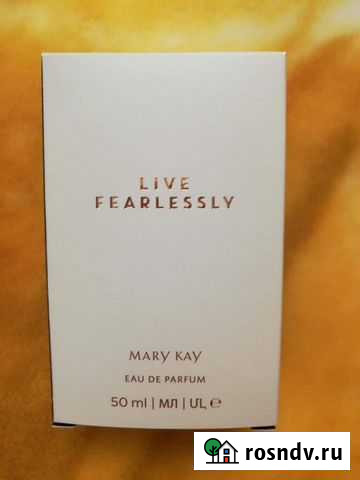 LiVE
FEARLESSLY
MARY KAY
EAU DE PARFUM
50 ml | МЛ | UL e
rosndv.ru